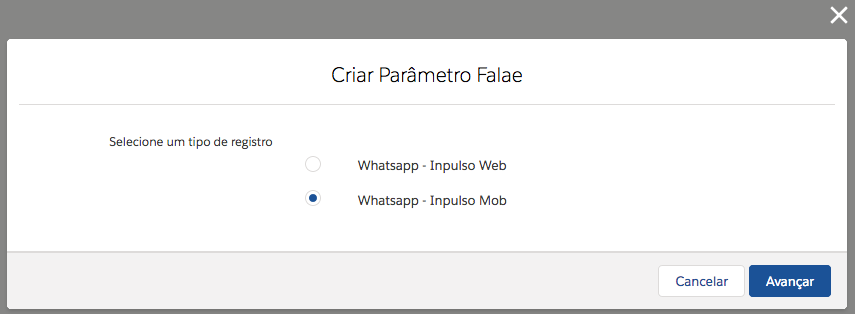 Criar Parâmetro Falae
Selecione um tipo de registro
Whatsapp - Inpulso Web
Whatsapp - Inpulso Mob
Cancelar
Avançar